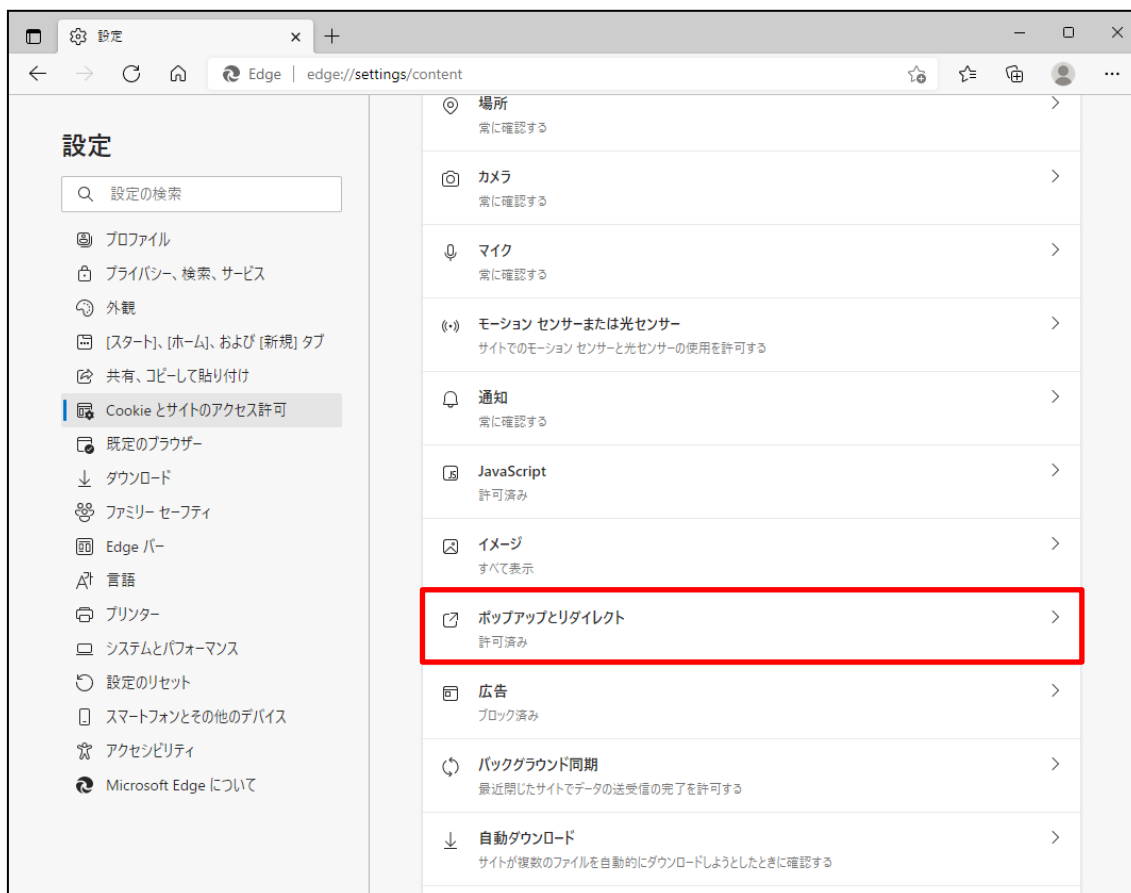 設定
Edge | edge://settings/content
設定
設定の検索
プロファイル
プライバシー、検索、サービス
外観
[スタート]、[ホーム]、および [新規] タブ
共有、コピーして貼り付け
Cookie とサイトのアクセス許可
既定のブラウザー
ダウンロード
ファミリー セーフティ
Edge バー
言語
プリンター
システムとパフォーマンス
設定のリセット
スマートフォンとその他のデバイス
アクセシビリティ
Microsoft Edge について
場所
常に確認する
カメラ
常に確認する
マイク
常に確認する
モーション センサーまたは光センサー
サイトでのモーション センサーと光センサーの使用を許可する
通知
常に確認する
JavaScript
許可済み
イメージ
すべて表示
ポップアップとリダイレクト
許可済み
広告
ブロック済み
バックグラウンド同期
最近閉じたサイトでデータの送受信の完了を許可する
自動ダウンロード
サイトが複数のファイルを自動的にダウンロードしようとしたときに確認する